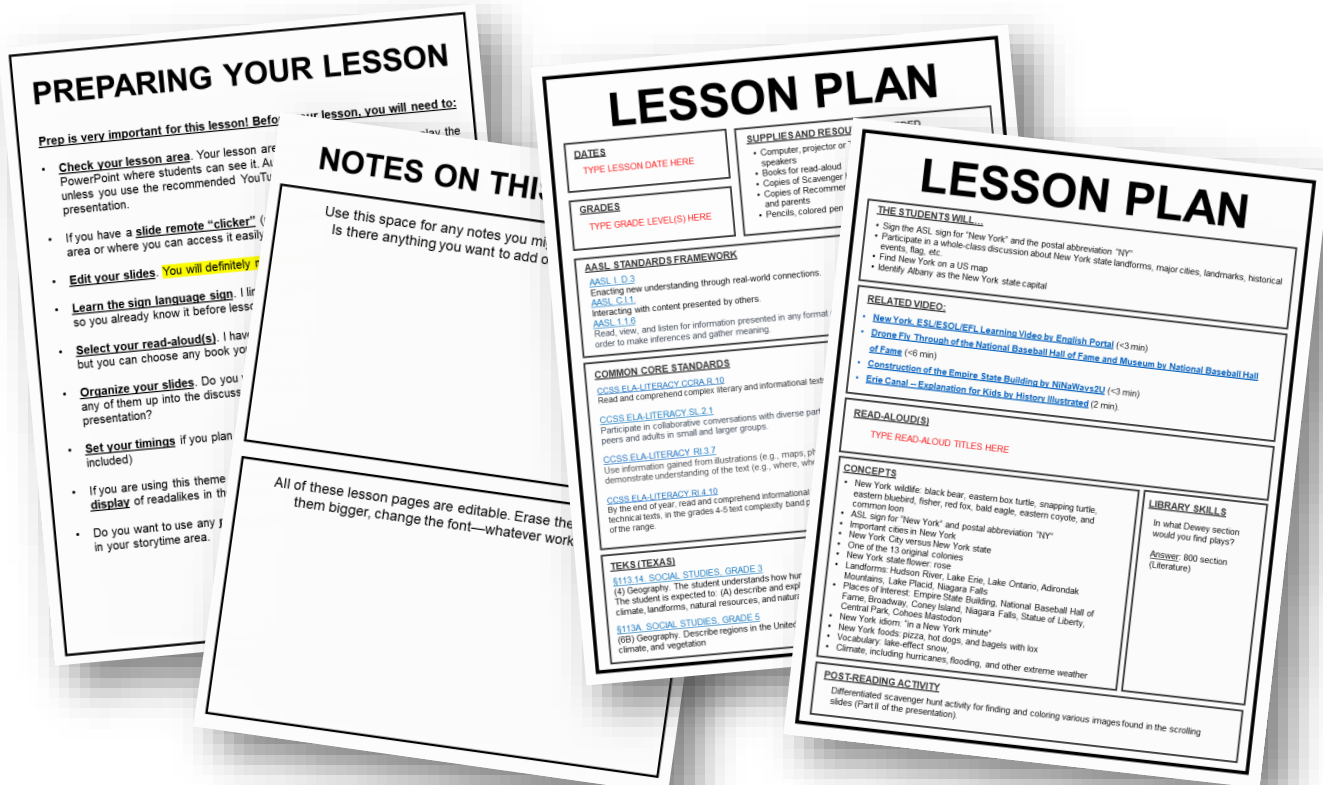 PREPARING YOUR LESSON
Prep is very important for this lesson! Before your lesson, you will need to:
• Check your lesson area. Your lesson are
play the
PowerPoint where students can see it. Au
unless you use the recommended YouTu
presentation.
• If you have a slide remote “clicker” (
area or where you can access it easily
• Edit your slides. You will definitely n
• Learn the sign language sign. I lin
so you already know it before lesso
• Select your read-aloud(s). I have
but you can choose any book you
• Organize your slides. Do you
any of them up into the discuss
presentation?
• Set your timings if you plan
included)
• If you are using this theme
display of readalikes in th
• Do you want to use any
in your storytime area.
NOTES ON THIS
Use this space for any notes you mig
Is there anything you want to add o
All of these lesson pages are editable. Erase the
them bigger, change the font—whatever work
LESSON PLAN
DATES
TYPE LESSON DATE HERE
GRADES
TYPE GRADE LEVEL(S) HERE
SUPPLIES AND RESOU
• Computer, projector or T
speakers
• Books for read-aloud
• Copies of Scavenger
• Copies of Recommen
and parents
• Pencils, colored pen
AASL STANDARDS FRAMEWORK
AASL I. D.3
Enacting new understanding through real-world connections.
AASL C.I.1
Interacting with content presented by others.
AASL 1.1.6
Read, view, and listen for information presented in any format
order to make inferences and gather meaning.
COMMON CORE STANDARDS
CCSS.ELA-LITERACY.CCRA.R.10
Read and comprehend complex literary and informational texts
CCSS.ELA-LITERACY.SL.2.1
Participate in collaborative conversations with diverse part
peers and adults in small and larger groups.
CCSS.ELA-LITERACY.RI.3.7
Use information gained from illustrations (e.g., maps, ph
demonstrate understanding of the text (e.g., where, wh
CCSS.ELA-LITERACY.RI.4.10
By the end of year, read and comprehend informational
technical texts, in the grades 4-5 text complexity band p
of the range.
TEKS (TEXAS)
§113.14. SOCIAL STUDIES, GRADE 3
(4) Geography. The student understands how hum
The student is expected to: (A) describe and expl
climate, landforms, natural resources, and natura
§113A. SOCIAL STUDIES, GRADE 5
(6B) Geography. Describe regions in the United
climate, and vegetation
LESSON PLAN
THE STUDENTS WILL...
• Sign the ASL sign for “New York” and the postal abbreviation “NY”
• Participate in a whole-class discussion about New York state landforms, major cities, landmarks, historical
events, flag, etc.
• Find New York on a US map
• Identify Albany as the New York state capital
RELATED VIDEO:
• New York, ESL/ESOL/EFL Learning Video by English Portal (<3 min)
• Drone Fly Through of the National Baseball Hall of Fame and Museum by National Baseball Hall
of Fame (<6 min)
• Construction of the Empire State Building by NiNaWays2U (<3 min)
• Erie Canal – Explanation for Kids by History Illustrated (2 min).
READ-ALOUD(S)
TYPE READ-ALOUD TITLES HERE
CONCEPTS
• New York wildlife: black bear, eastern box turtle, snapping turtle,
eastern bluebird, fisher, red fox, bald eagle, eastern coyote, and
common loon
• ASL sign for “New York” and postal abbreviation “NY”
• Important cities in New York
• New York City versus New York state
• One of the 13 original colonies
• New York state flower: rose
• Landforms: Hudson River, Lake Erie, Lake Ontario, Adirondak
Mountains, Lake Placid, Niagara Falls
• Places of Interest: Empire State Building, National Baseball Hall of
Fame, Broadway, Coney Island, Niagara Falls, Statue of Liberty,
Central Park, Cohoes Mastodon
• New York idiom: “in a New York minute”
• New York foods: pizza, hot dogs, and bagels with lox
• Vocabulary: lake-effect snow,
• Climate, including hurricanes, flooding, and other extreme weather
LIBRARY SKILLS
In what Dewey section
would you find plays?
Answer: 800 section
(Literature)
POST-READING ACTIVITY
Differentiated scavenger hunt activity for finding and coloring various images found in the scrolling
slides (Part II of the presentation).